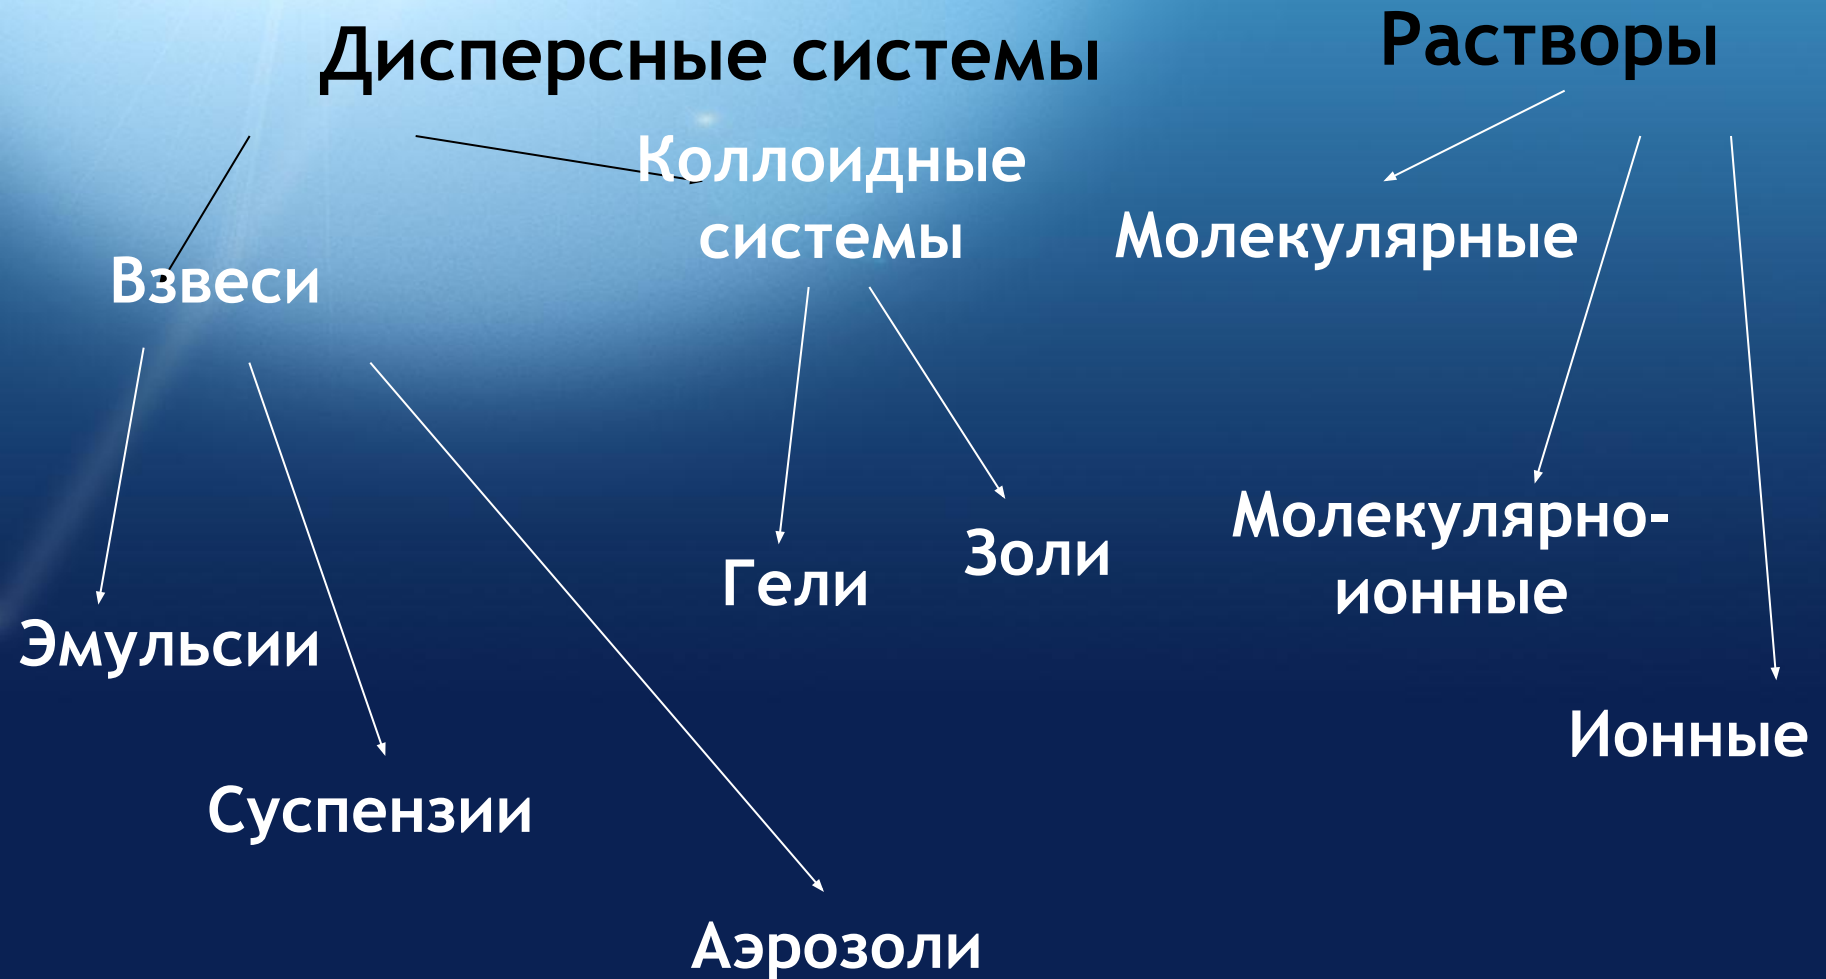 Дисперсные системы
Растворы
Коллоидные
системы
Молекулярные
Взвеси
Молекулярно-
ионные
Золи
Гели
Эмульсии
Ионные
Суспензии
Аэрозоли